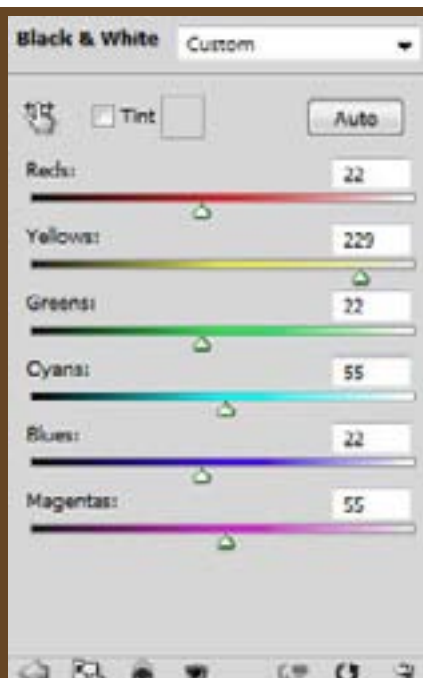 Black & White Custom
Tint Auto
Reds: 22
Yellows: 229
Greens: 22
Cyans: 55
Blues: 22
Magentas: 55